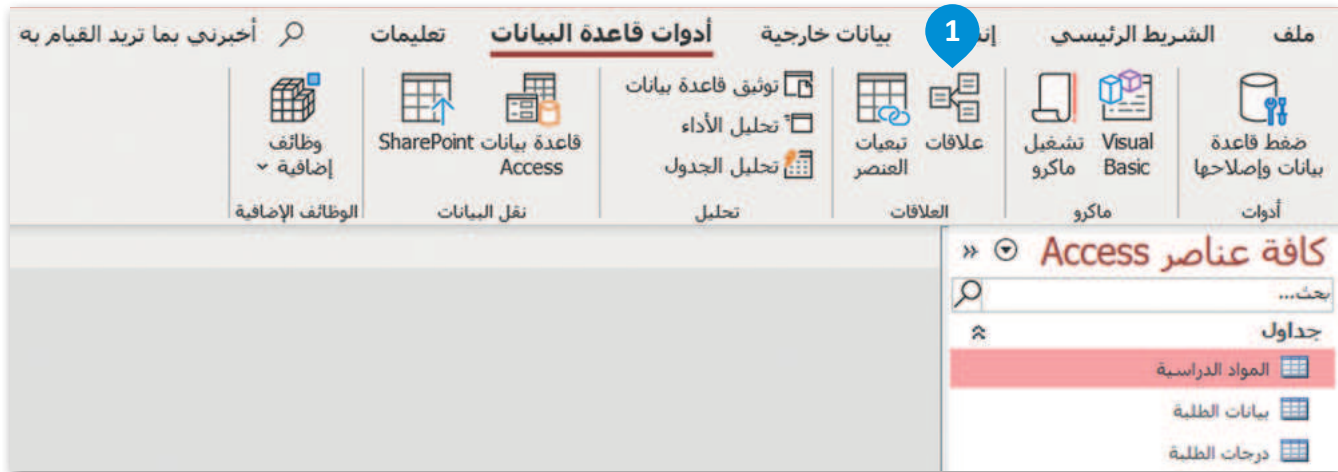 ملف الشريط الرئيسي بيانات خارجية أدوات قاعدة البيانات تعليمات أخبرني بما تريد القيام به
1
ضغط قاعدة
بيانات وإصلاحها
Visual
Basic
تشغيل
ماكرو
علاقات
تبعيات
العنصر
توثيق قاعدة بيانات
تحليل الأداء
تحليل الجدول
قاعدة بيانات
Access
SharePoint
وظائف
إضافية
أدوات ماكرو العلاقات تحليل نقل البيانات الوظائف الإضافية
كافة عناصر Access
بحث...
جداول
المواد الدراسية
بيانات الطلبة
درجات الطلبة